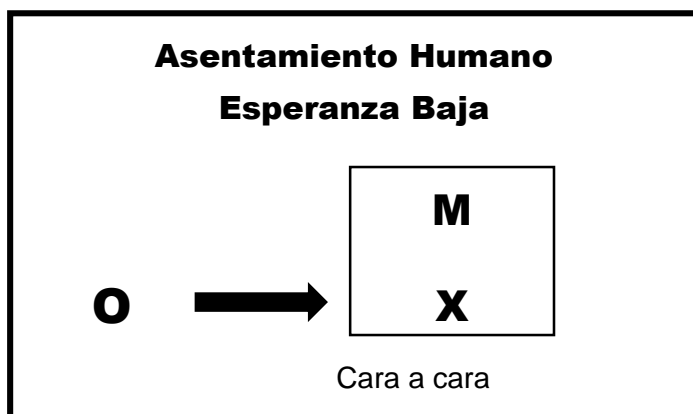 Asentamiento Humano
Esperanza Baja
M
O
X
Cara a cara